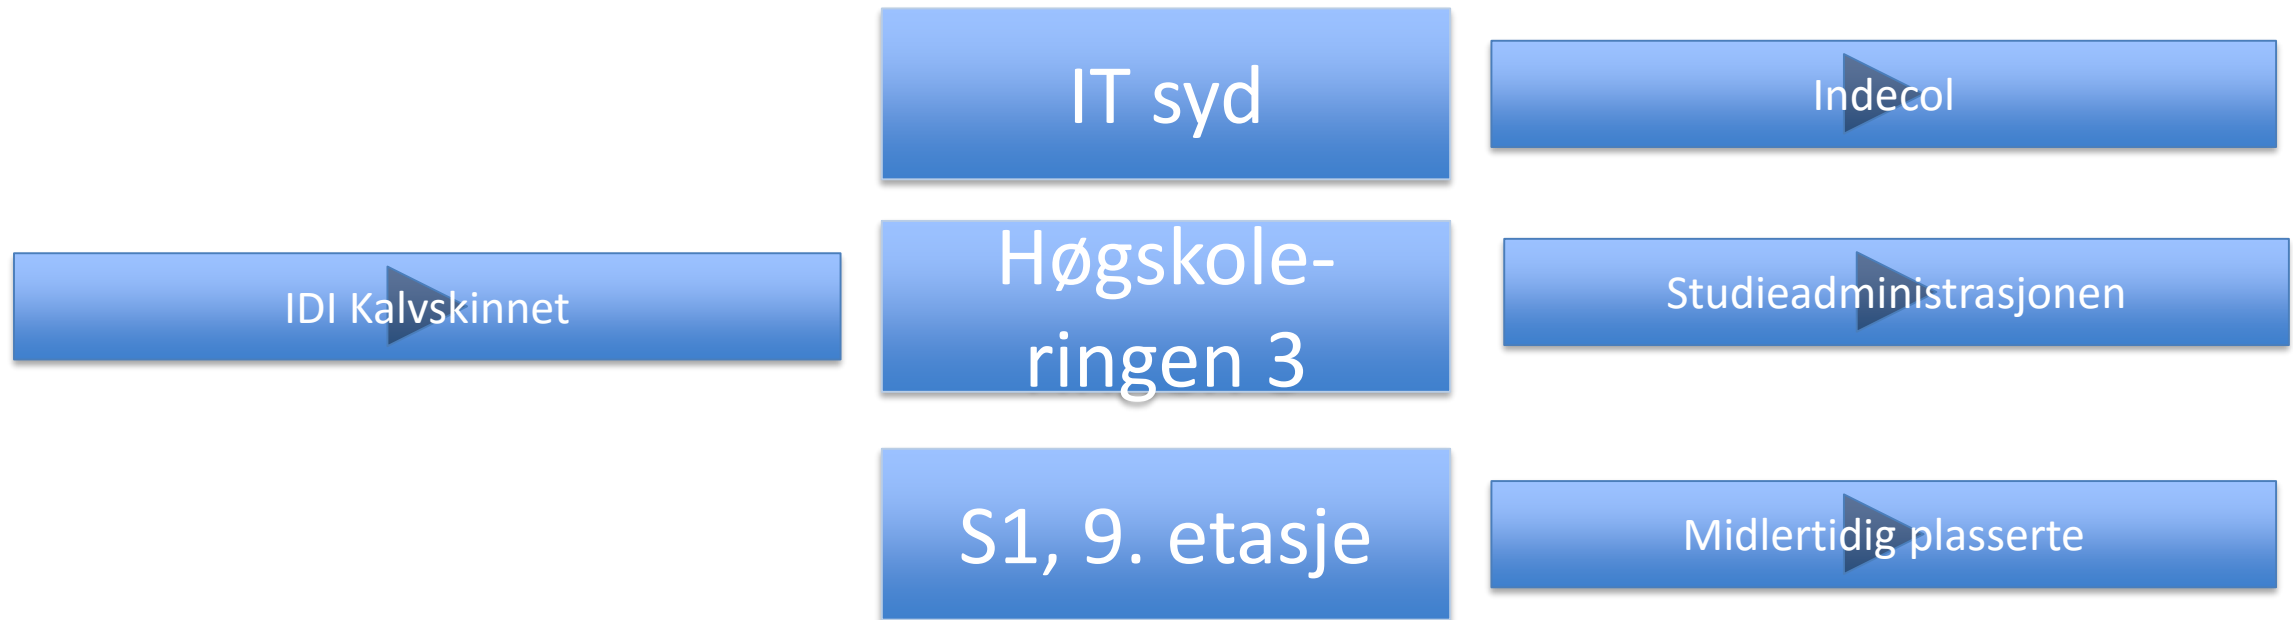 IT syd
Indecol
IDI Kalvskinnet
Høgskole-
ringen 3
Studieadministrasjonen
S1, 9. etasje
Midlertidig plasserte